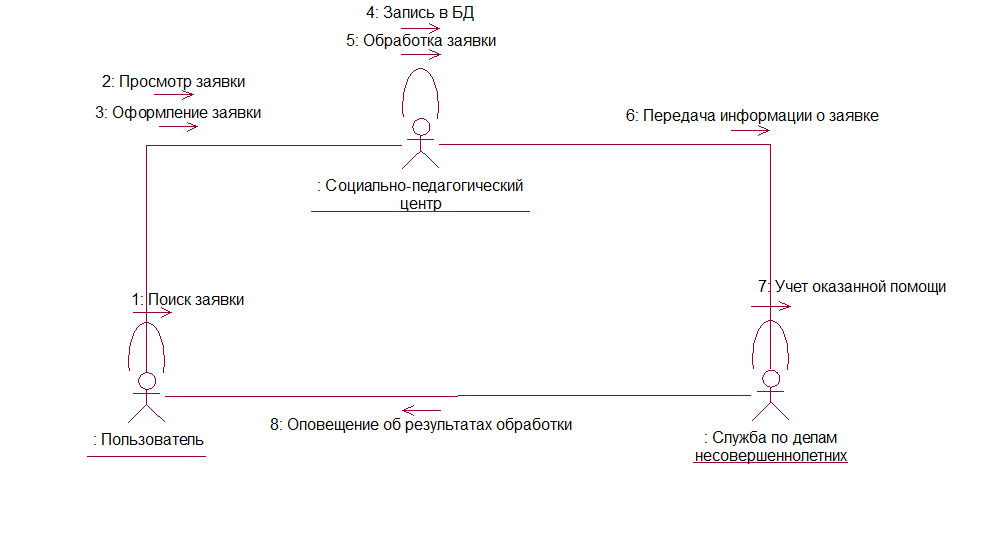 4: Запись в БД
5: Обработка заявки
2: Просмотр заявки
3: Оформление заявки
6: Передача информации о заявке
: Социально-педагогический
центр
1: Поиск заявки
7: Учет оказанной помощи
8: Оповещение об результатах обработки
: Пользователь
: Служба по делам
несовершеннолетних